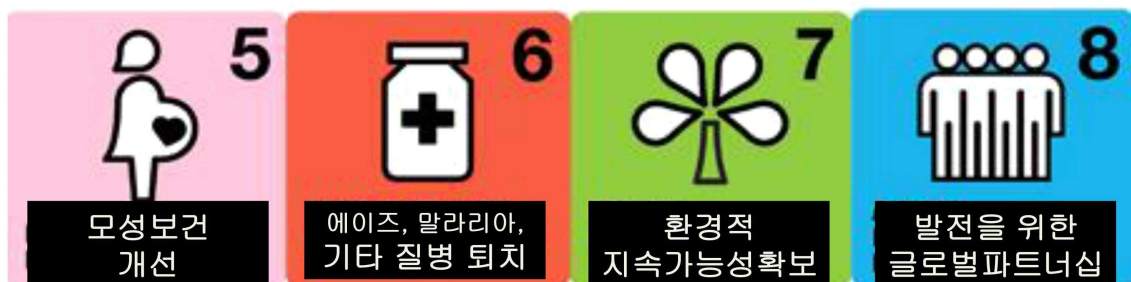 5
모성보건
개선
6
에이즈, 말라리아,
기타 질병 퇴치
7
환경적
지속가능성확보
8
발전을 위한
글로벌파트너십